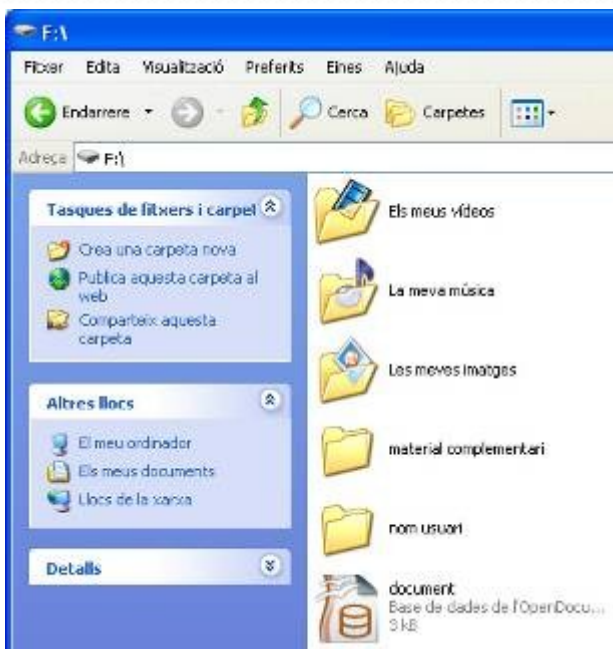 F:\
Fitxer Edita Visualització Preferits Eines Ajuda
Endarrere Cerca Carpetes
Adreça F:\
Tasques de fitxers i carpet
Crea una carpeta nova
Publica aquesta carpeta al
web
Comparteix aquesta
carpeta
Altres llocs
El meu ordinador
Els meus documents
Llocs de la xarxa
Detalls
Els meus vídeos
La meva música
Les meves imatges
material complementari
nom usuari
document
Base de dades de l'OpenDocu...
3 kB